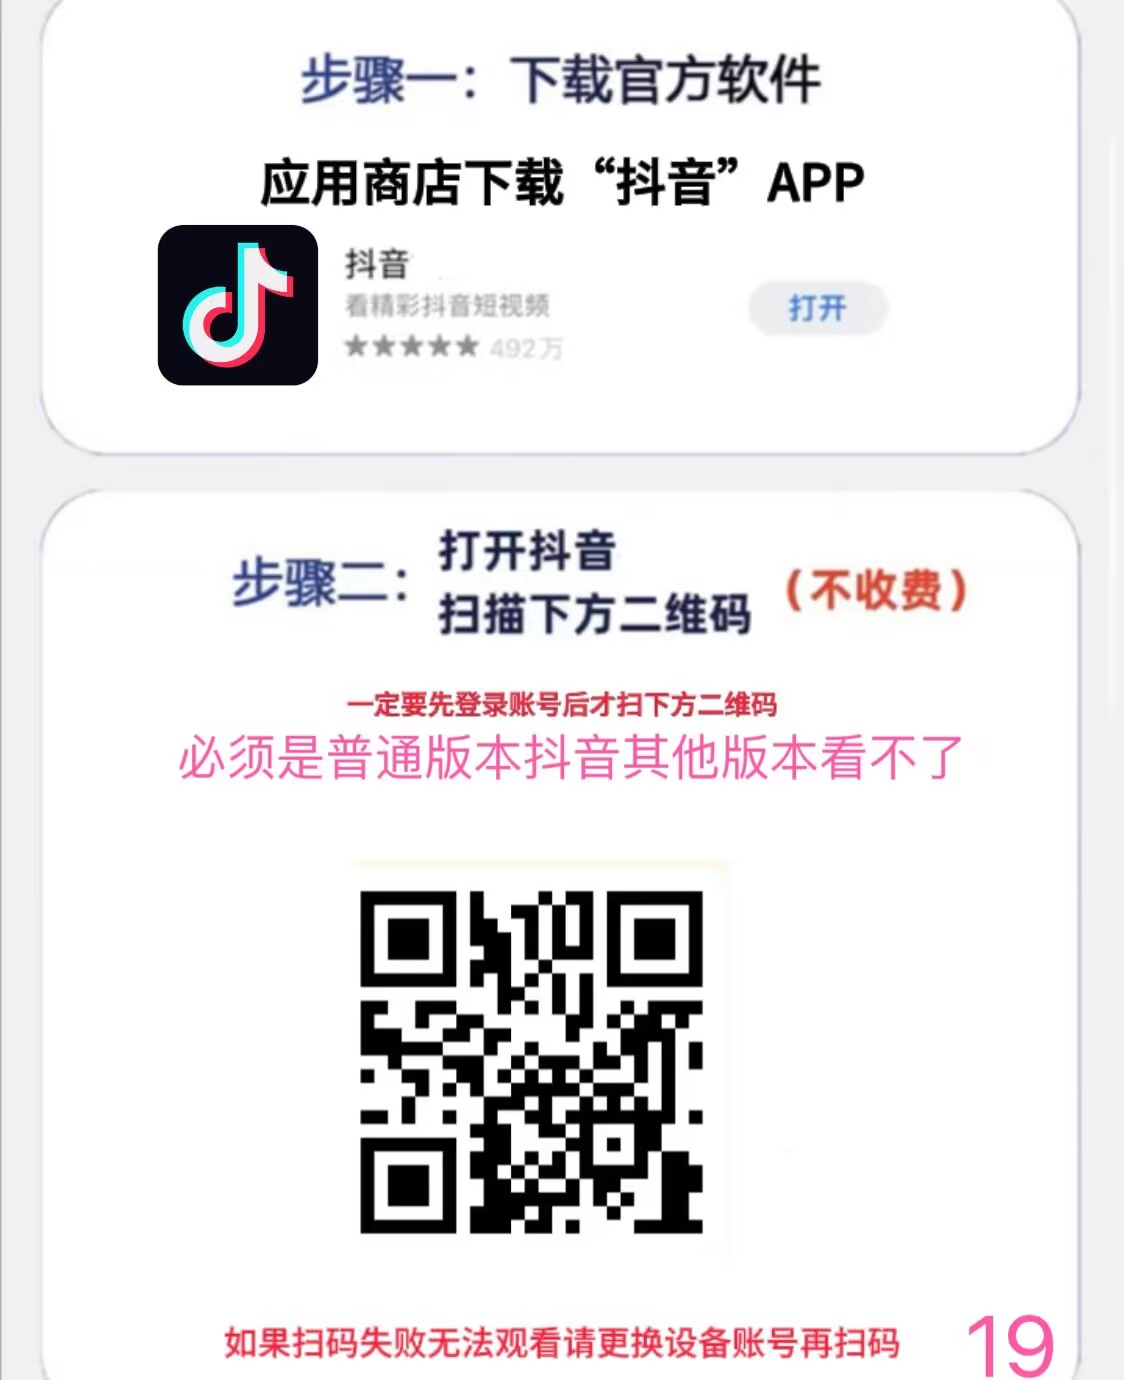 步骤一：下载官方软件
应用商店下载“抖音”APP
抖音
看精彩抖音短视频
★★★★★ 492万
打开
步骤二：
打开抖音
扫描下方二维码
（不收费）
一定要先登录账号后才扫下方二维码
必须是普通版本抖音其他版本看不了
如果扫码失败无法观看请更换设备账号再扫码
19